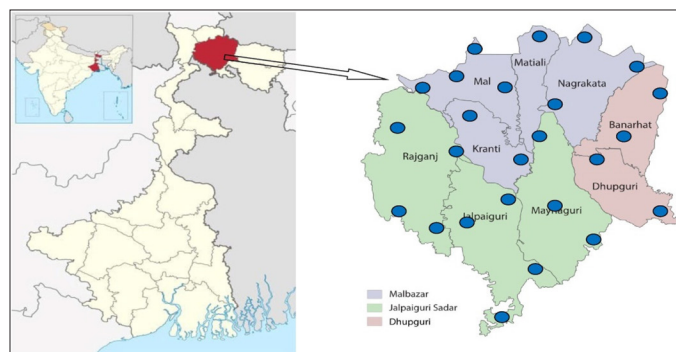 Matiali
Mal
Nagrakata
Banarhat
Kranti
Rajganj
Dhupguri
Jalpaiguri
Maynaguri
Malbazar
Jalpaiguri Sadar
Dhupguri